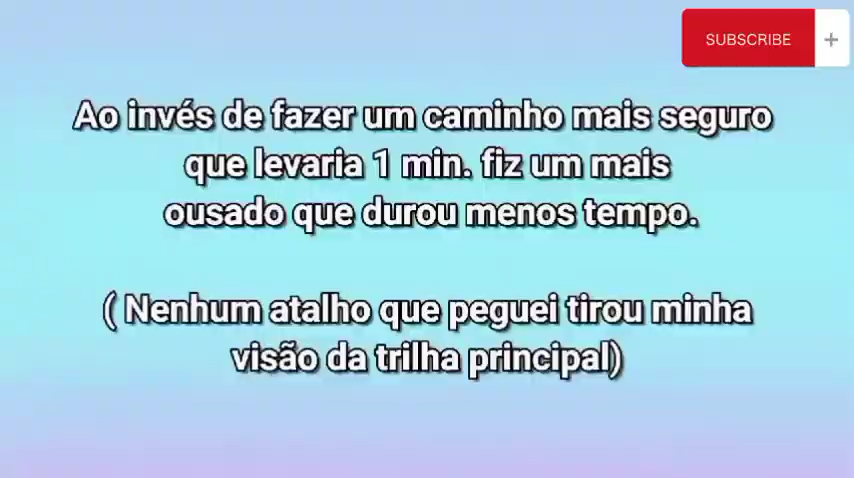 SUBSCRIBE +
Ao invés de fazer um caminho mais seguro
que levaria 1 min. fiz um mais
ousado que durou menos tempo.
( Nenhum atalho que peguei tirou minha
visão da trilha principal)